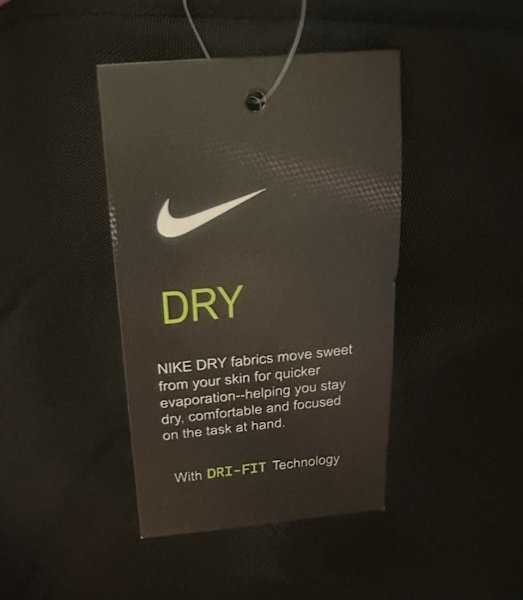 DRY
NIKE DRY fabrics move sweet
from your skin for quicker
evaporation--helping you stay
dry, comfortable and focused
on the task at hand.
With DRI-FIT Technology